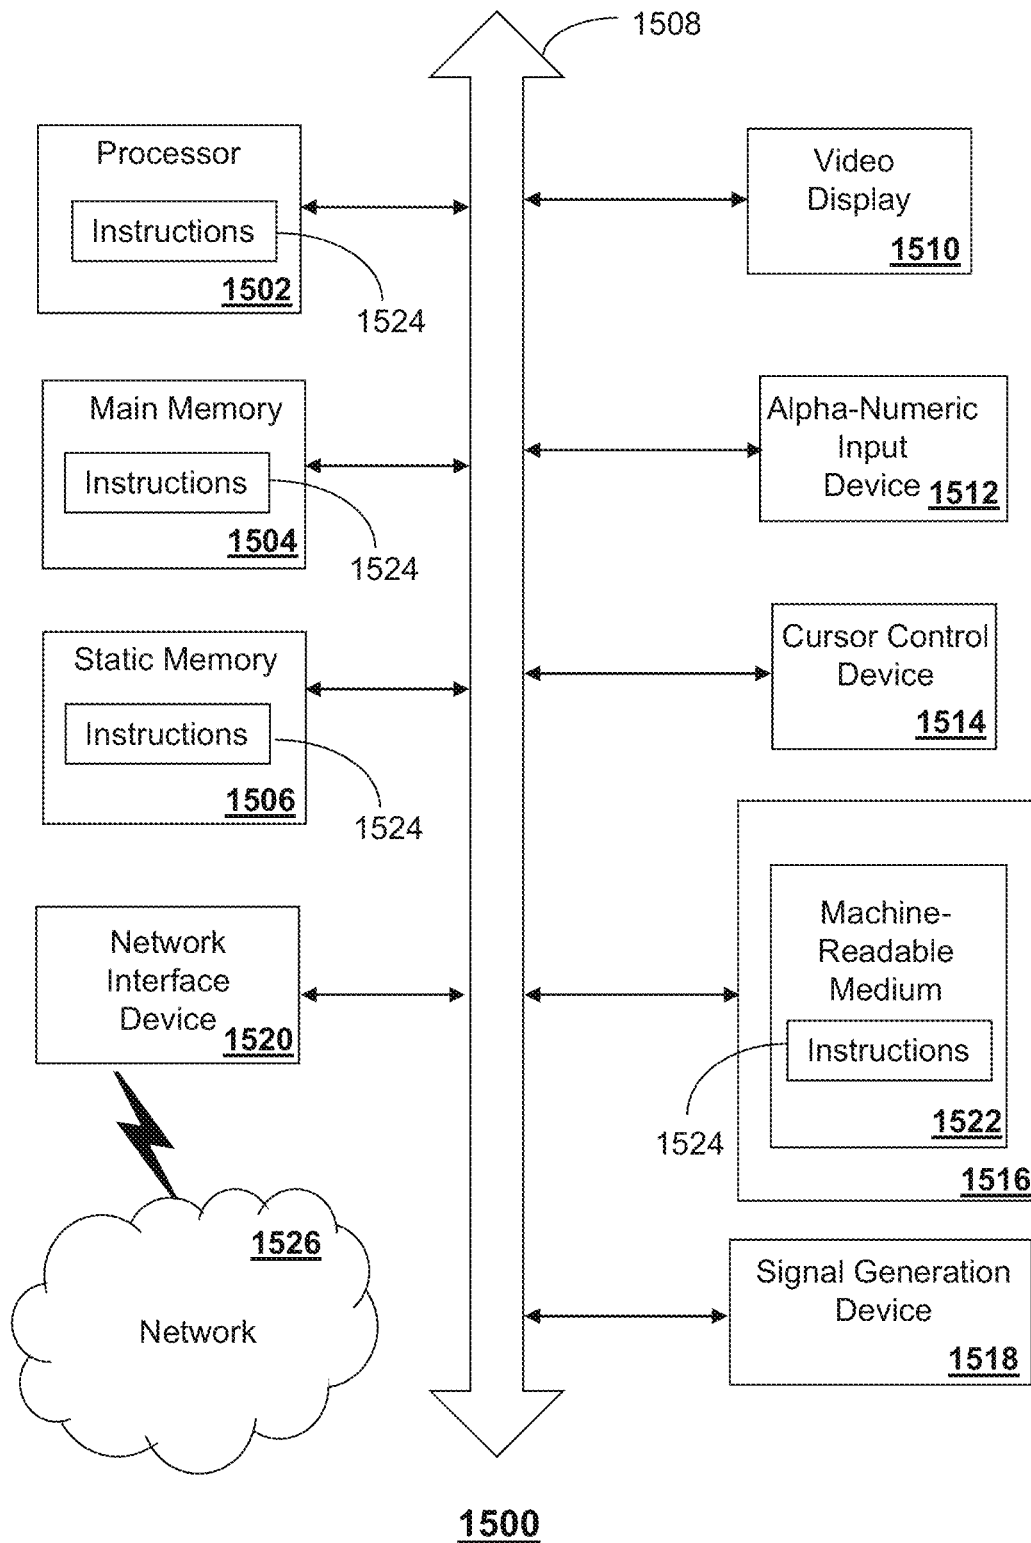 1508
Processor
Instructions
1502
1524
Video
Display
1510
Main Memory
Instructions
1504
1524
Alpha-Numeric
Input
Device 1512
Static Memory
Instructions
1506
1524
Cursor Control
Device
1514
Network
Interface
Device 1520
Machine-
Readable
Medium
Instructions
1522
1524
1516
1526
Network
Signal Generation
Device
1518
1500